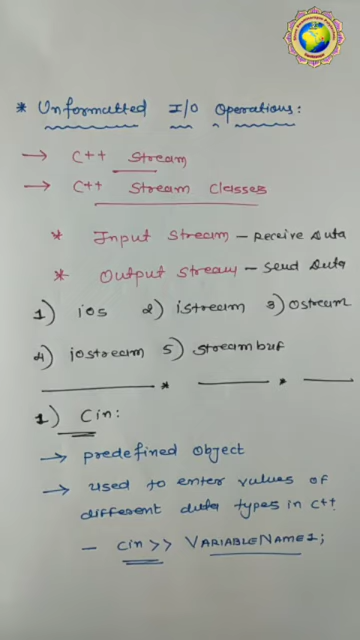 * Unformatted I/O Operations:
→ C++ Stream
→ C++ Stream Classes
* Input Stream - Receive Data
* Output Stream - Send Data
1) ios 2) istream 3) Ostream
4) iostream 5) streambuf
1) Cin:
→ predefined Object
→ used to enter values of
different data types in C++
- cin >> VARIABLENAME1;